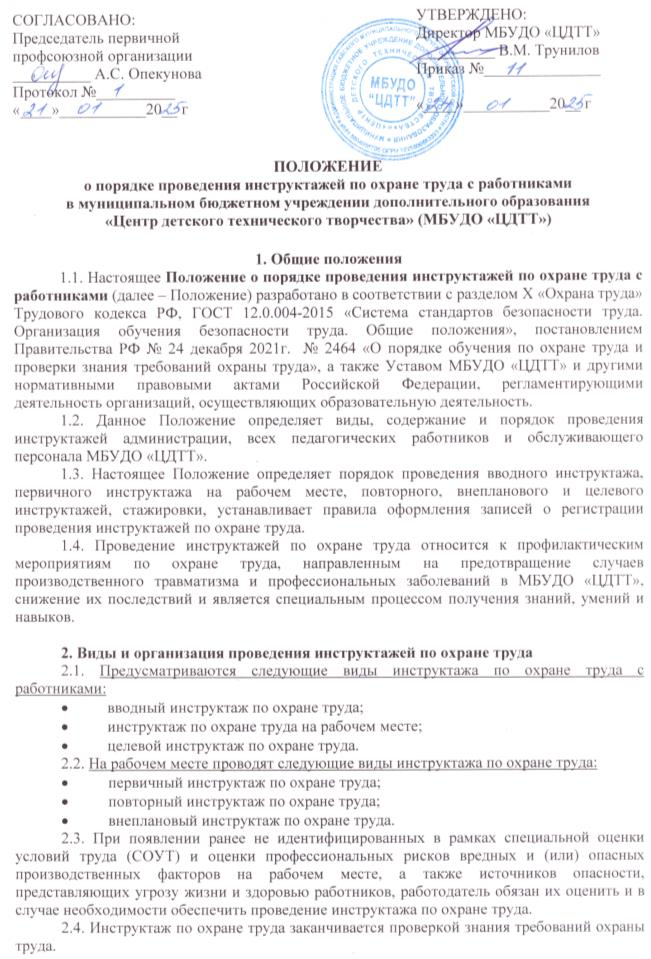 СОГЛАСОВАНО:
Председатель первичной
профсоюзной организации
А.С. Опекунова
Протокол № 1
«21» 01 2025г
УТВЕРЖДЕНО:
Директор МБУДО «ЦДТТ»
В.М. Трунилов
Приказ № 11
« » 01 2025г
МБУДО
"ЦДТТ"
ПОЛОЖЕНИЕ
о порядке проведения инструктажей по охране труда с работниками
в муниципальном бюджетном учреждении дополнительного образования
«Центр детского технического творчества» (МБУДО «ЦДТТ»)
1. Общие положения
1.1. Настоящее Положение о порядке проведения инструктажей по охране труда с
работниками (далее – Положение) разработано в соответствии с разделом X «Охрана труда»
Трудового кодекса РФ, ГОСТ 12.0.004-2015 «Система стандартов безопасности труда.
Организация обучения безопасности труда. Общие положения», постановлением
Правительства РФ № 24 декабря 2021г. № 2464 «О порядке обучения по охране труда и
проверки знания требований охраны труда», а также Уставом МБУДО «ЦДТТ» и другими
нормативными правовыми актами Российской Федерации, регламентирующими
деятельность организаций, осуществляющих образовательную деятельность.
1.2. Данное Положение определяет виды, содержание и порядок проведения
инструктажей администрации, всех педагогических работников и обслуживающего
персонала МБУДО «ЦДТТ».
1.3. Настоящее Положение определяет порядок проведения вводного инструктажа,
первичного инструктажа на рабочем месте, повторного, внепланового и целевого
инструктажей, стажировки, устанавливает правила оформления записей о регистрации
проведения инструктажей по охране труда.
1.4. Проведение инструктажей по охране труда относится к профилактическим
мероприятиям по охране труда, направленным на предотвращение случаев
производственного травматизма и профессиональных заболеваний в МБУДО «ЦДТТ»,
снижение их последствий и является специальным процессом получения знаний, умений и
навыков.
2. Виды и организация проведения инструктажей по охране труда
2.1. Предусматриваются следующие виды инструктажа по охране труда с
работниками:
• вводный инструктаж по охране труда;
• инструктаж по охране труда на рабочем месте;
• целевой инструктаж по охране труда.
2.2. На рабочем месте проводят следующие виды инструктажа по охране труда:
• первичный инструктаж по охране труда;
• повторный инструктаж по охране труда;
• внеплановый инструктаж по охране труда.
2.3. При появлении ранее не идентифицированных в рамках специальной оценки
условий труда (СОУТ) и оценки профессиональных рисков вредных и (или) опасных
производственных факторов на рабочем месте, а также источников опасности,
представляющих угрозу жизни и здоровью работников, работодатель обязан их оценить и в
случае необходимости обеспечить проведение инструктажа по охране труда.
2.4. Инструктаж по охране труда заканчивается проверкой знания требований охраны
труда.